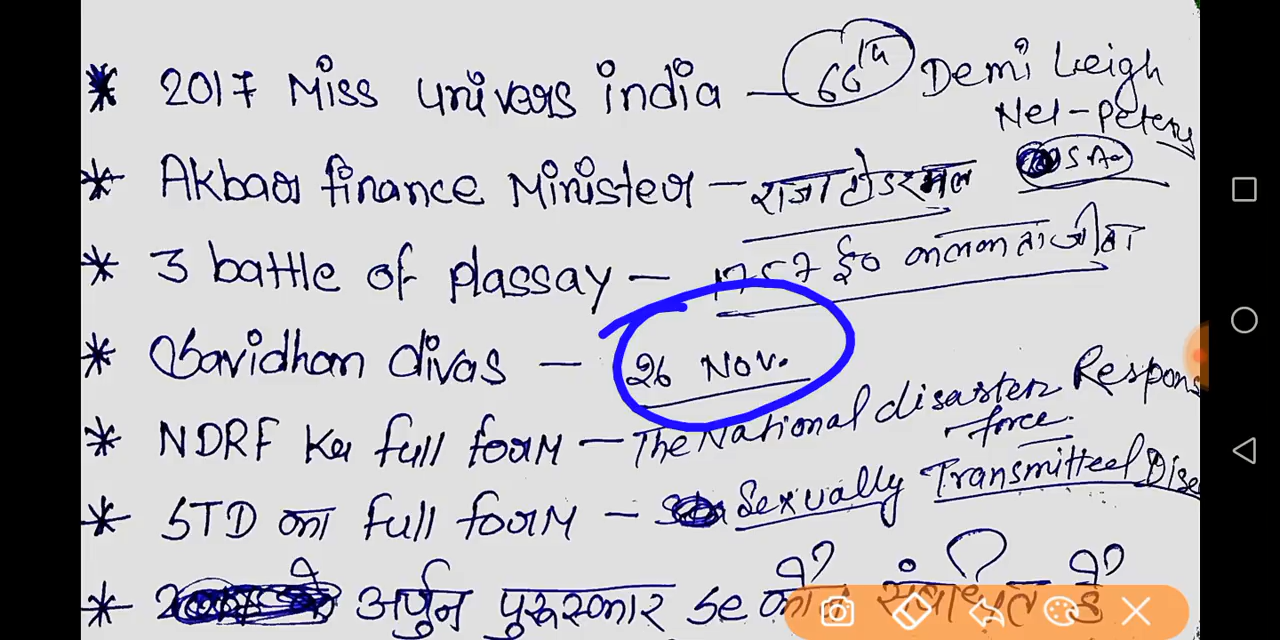 * 2017 Miss Univers india — 66th Demi Leigh
Nel-Peters
SA
* Akbar finance Minister — राजा टोडरमल
* 3 battle of plassay — 1757 ई०
* Savidhan divas — 26 Nov.
* NDRF Ka full form — The National disaster Respons
force
* STD का full form — Sexually Transmitted Dise
* अर्जुन पुरूस्कार se कौन संबंधित है